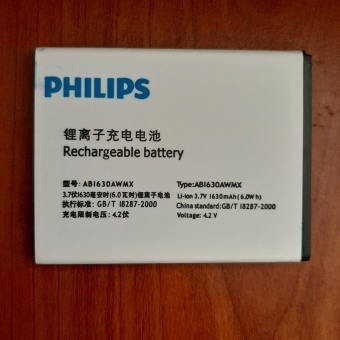 PHILIPS
锂离子充电电池
Rechargeable battery
型号: AB1630AWMX
3.7伏1630毫安时(6.0瓦时)锂离子电池
执行标准: GB/T 18287-2000
充电限制电压: 4.2伏
Type:AB1630AWMX
Li-ion 3.7V 1630mAh( 6.0W h)
China standard:GB/T 18287-2000
Voltage: 4.2 V